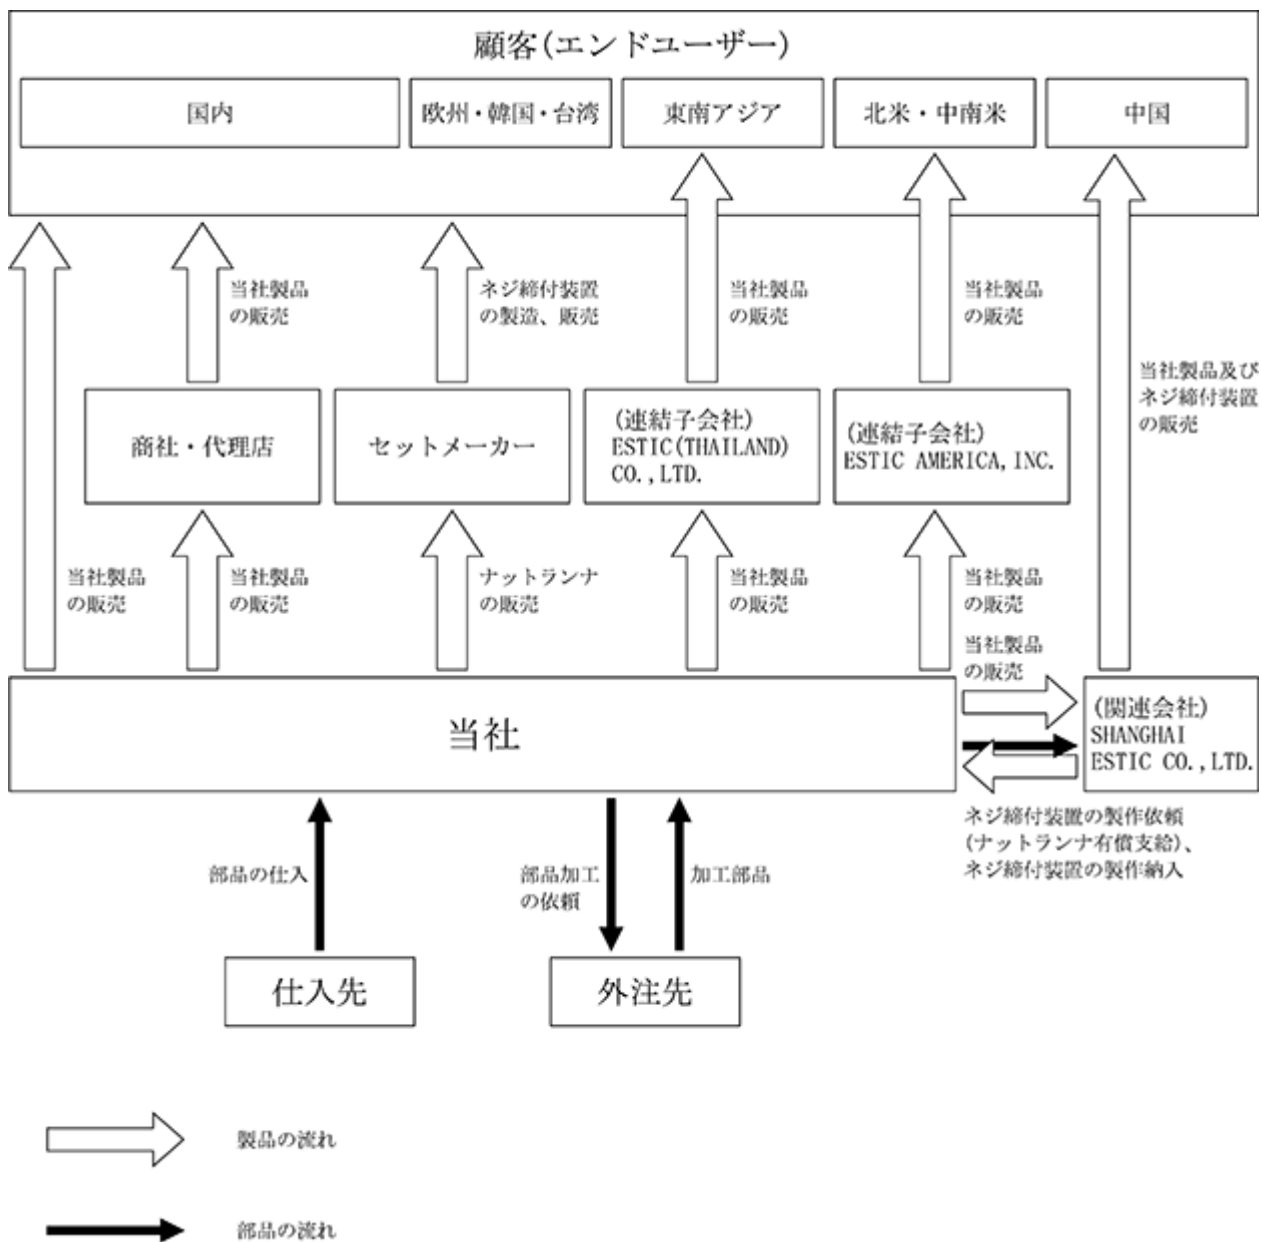 顧客(エンドユーザー)
国内
欧州・韓国・台湾
東南アジア
北米・中南米
中国
当社製品
の販売
ネジ締付装置
の製造、販売
当社製品
の販売
当社製品
の販売
当社製品及び
ネジ締付装置
の販売
商社・代理店
セットメーカー
(連結子会社)
ESTIC(THAILAND)
CO.,LTD.
(連結子会社)
ESTIC AMERICA,INC.
当社製品
の販売
当社製品
の販売
ナットランナ
の販売
当社製品
の販売
当社製品
の販売
当社製品
の販売
当社
(関連会社)
SHANGHAI
ESTIC CO.,LTD.
ネジ締付装置の製作依頼
(ナットランナ有償支給)、
ネジ締付装置の製作納入
部品の仕入
部品加工
の依頼
加工部品
仕入先
外注先
製品の流れ
部品の流れ